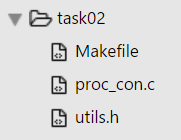 task02
Makefile
proc_con.c
utils.h